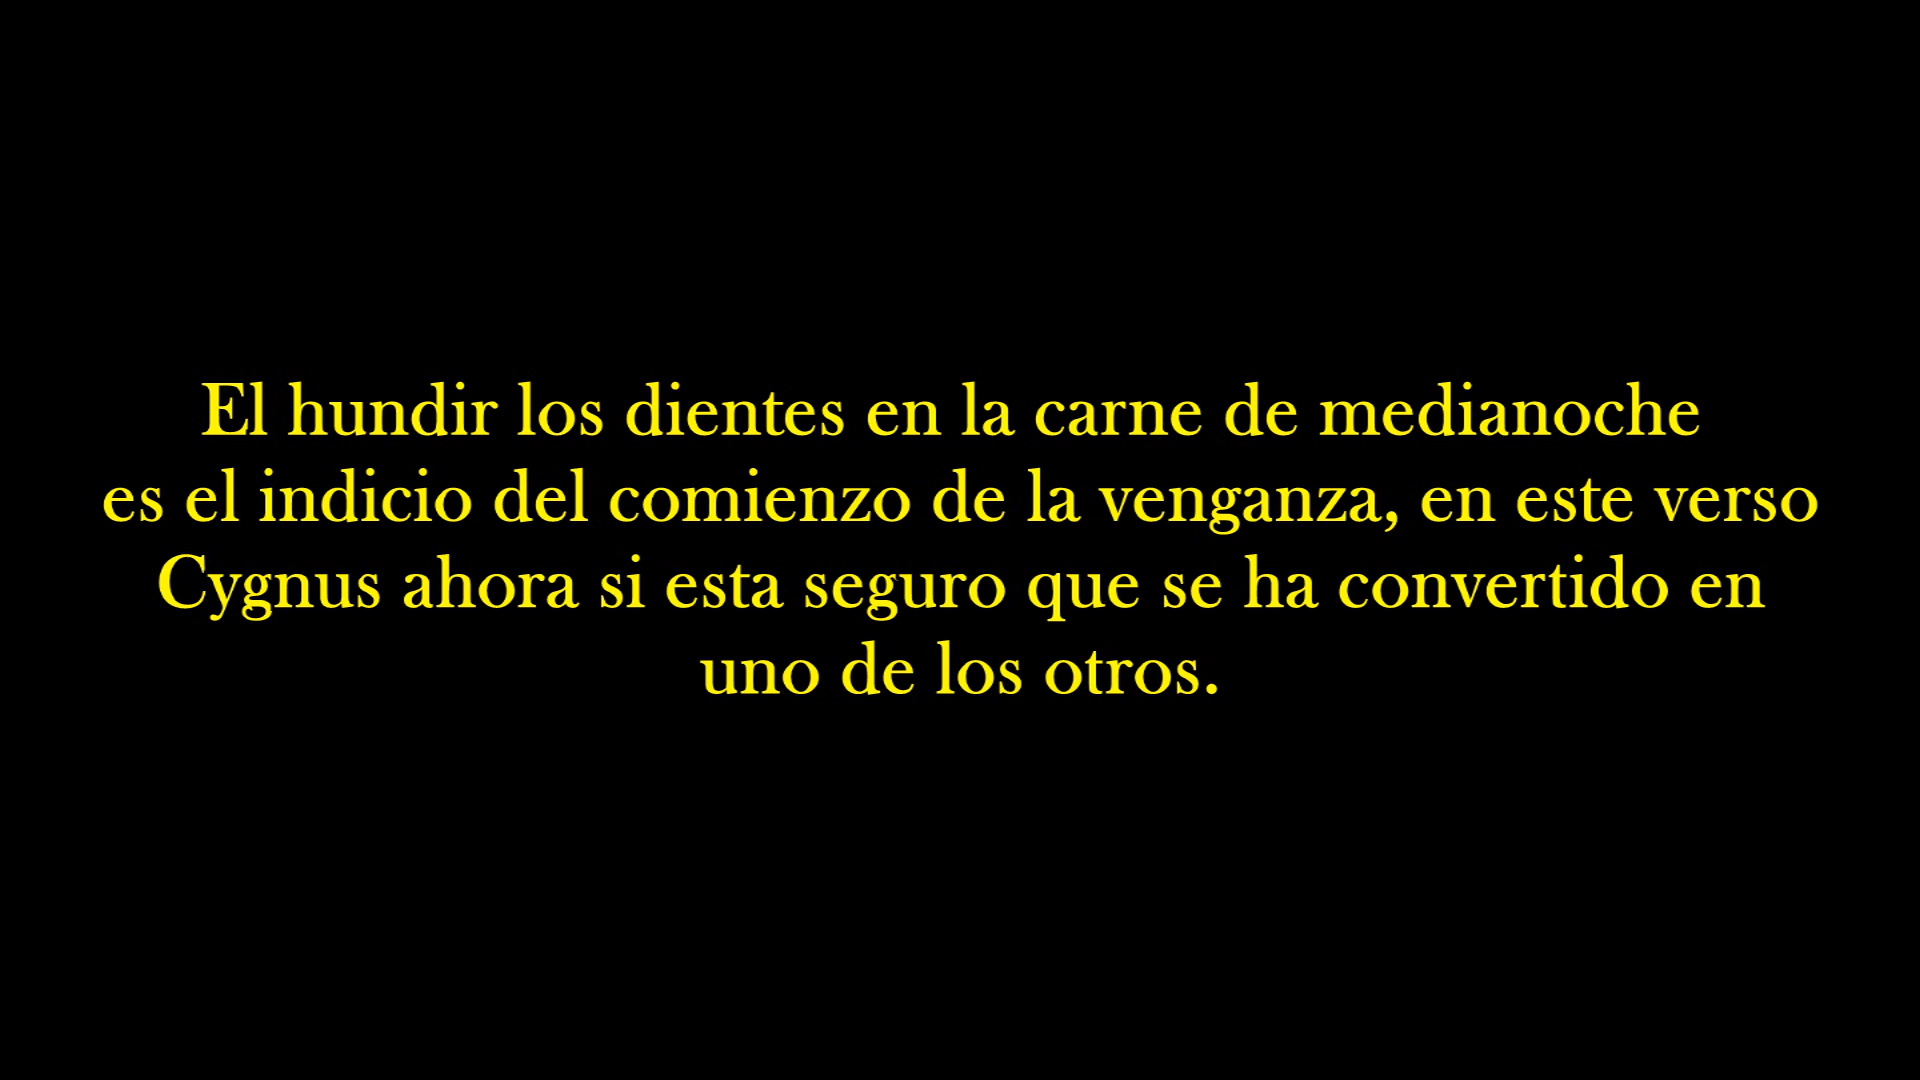 El hundir los dientes en la carne de medianoche
es el indicio del comienzo de la venganza, en este verso
Cygnus ahora si esta seguro que se ha convertido en
uno de los otros.